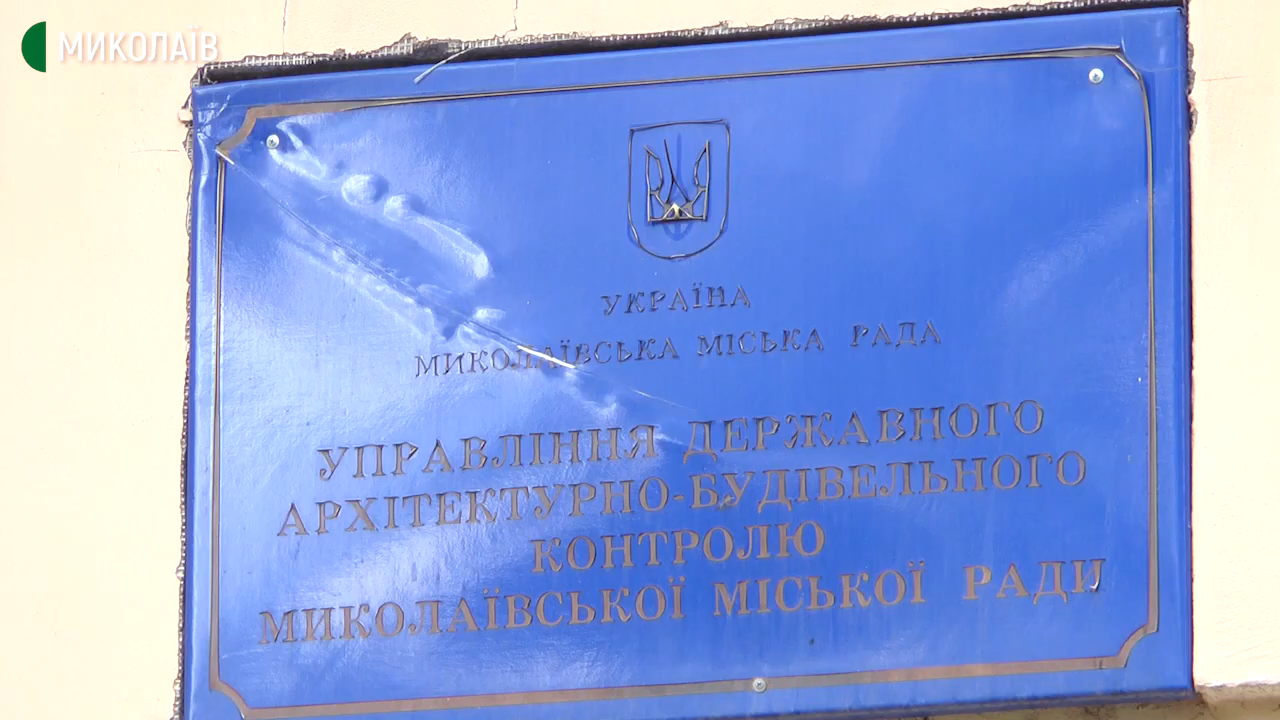 МИКОЛАЇВ
УКРАЇНА
МИКОЛАЇВСЬКА МІСЬКА РАДА
УПРАВЛІННЯ ДЕРЖАВНОГО
АРХІТЕКТУРНО-БУДІВЕЛЬНОГО
КОНТРОЛЮ
МИКОЛАЇВСЬКОЇ МІСЬКОЇ РАДИ